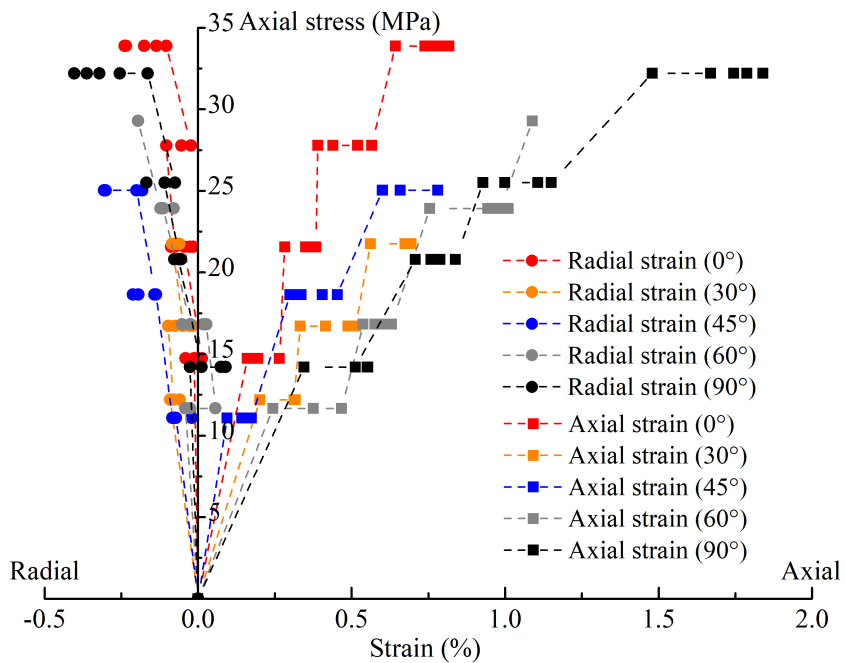 Axial stress (MPa)
35
30
25
20
15
10
5
Radial strain (0°)
Radial strain (30°)
Radial strain (45°)
Radial strain (60°)
Radial strain (90°)
Axial strain (0°)
Axial strain (30°)
Axial strain (45°)
Axial strain (60°)
Axial strain (90°)
Radial
Axial
-0.5 0.0 0.5 1.0 1.5 2.0
Strain (%)